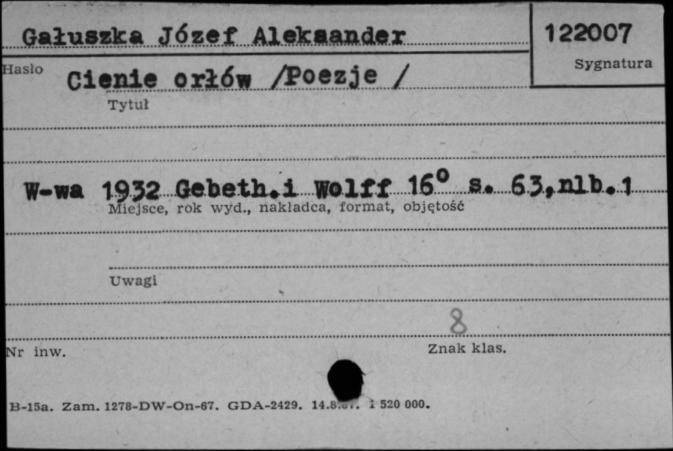 Gałuszka Józef Aleksander 122007
Hasło Sygnatura
Cienie orłów /Poezje /
Tytuł
W-wa 1932 Gebeth.i Wolff 16° s. 63,nlb.1
Miejsce, rok wyd., nakładca, format, objętość
Uwagi
8
Nr inw. Znak klas.
B-15a. Zam. 1278-DW-On-67. GDA-2429. 1 520 000.